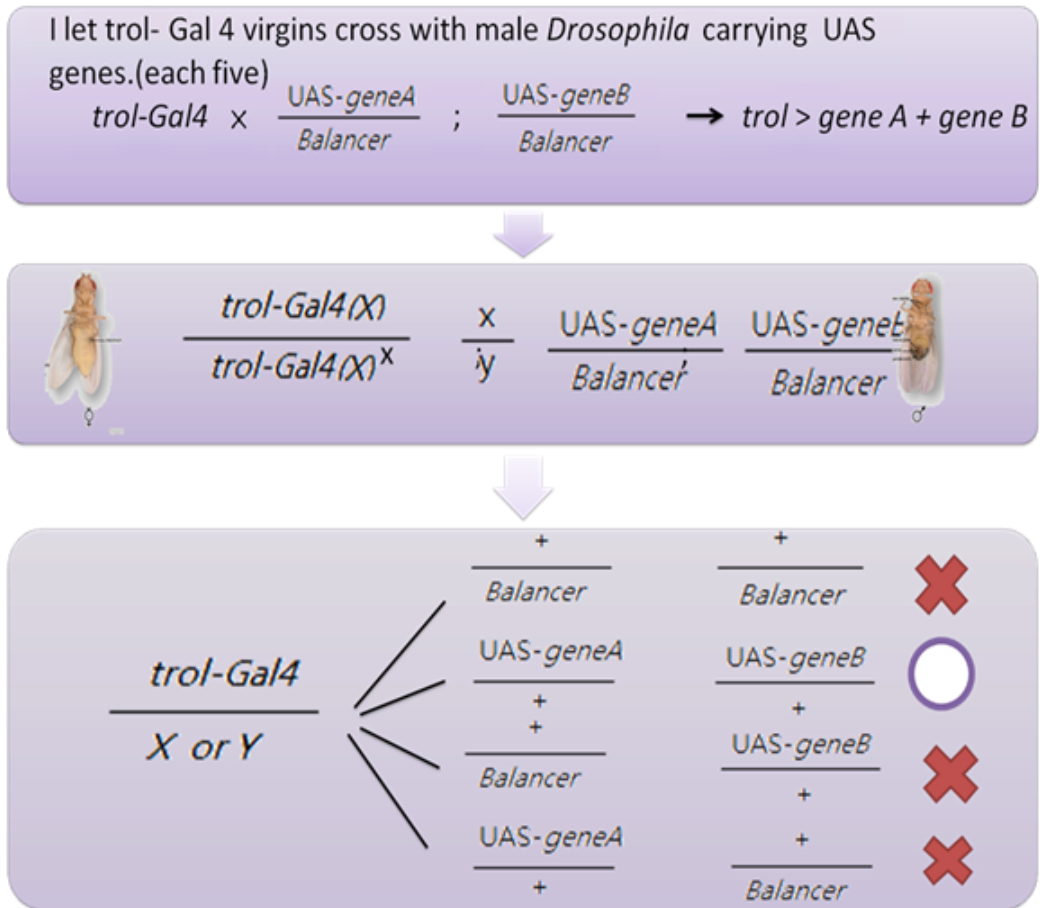 I let trol- Gal 4 virgins cross with male Drosophila carrying UAS
genes.(each five)
trol-Gal4 x UAS-geneA ; UAS-geneB → trol > gene A + gene B
Balancer Balancer
trol-Gal4(X) x UAS-geneA UAS-gene
trol-Gal4(X) x ;y Balancer ; Balancer
♀ ♂
+ +
Balancer Balancer
UAS-geneA UAS-geneB
+ +
trol-Gal4
X or Y
+ UAS-geneB
Balancer +
UAS-geneA +
+ Balancer